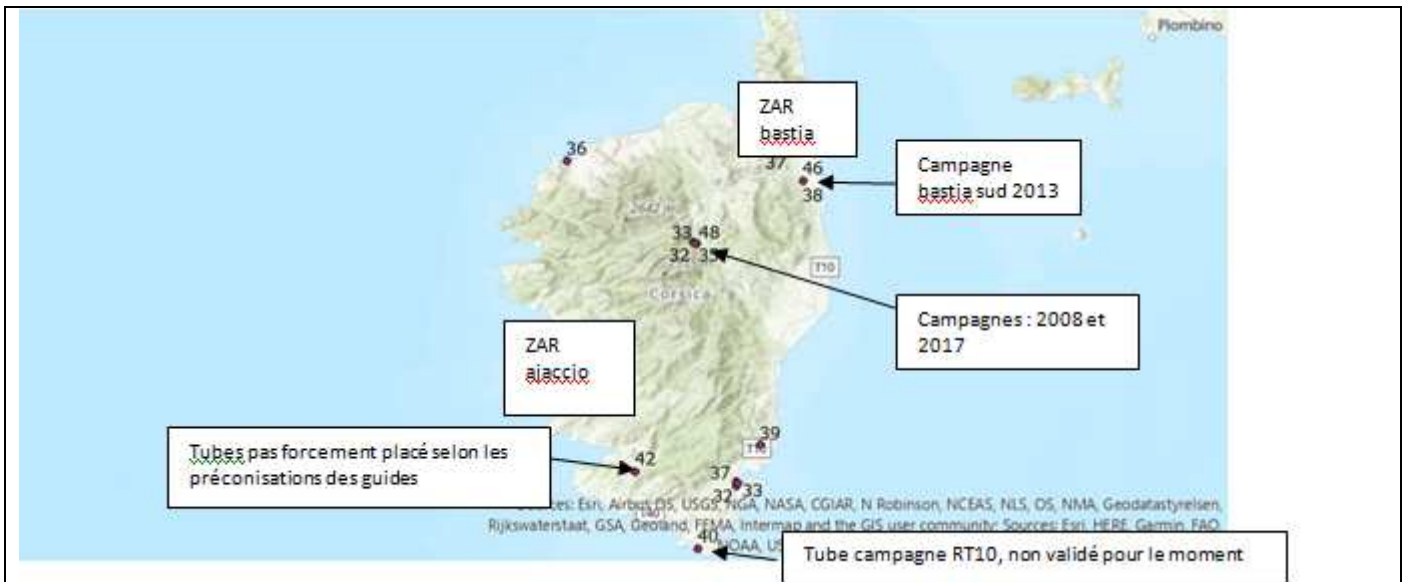 Piombino
ZAR
bastia
37
36
46
38
Campagne
bastia sud 2013
2642 m
33 48
32 35
T10
Corsica
Campagnes : 2008 et
2017
ZAR
ajaccio
39
Tubes pas forcement placé selon les
préconisations des guides
42
37
32 33
Sources: Esri, Airbus DS, USGS, NGA, NASA, CGIAR, N Robinson, NCEAS, NLS, OS, NMA, Geodatastyrelsen,
Rijkswaterstaat, GSA, Geoland, FEMA, Intermap and the GIS user community; Sources: Esri, HERE, Garmin, FAO,
NOAA, US
40
Tube campagne RT10, non validé pour le moment